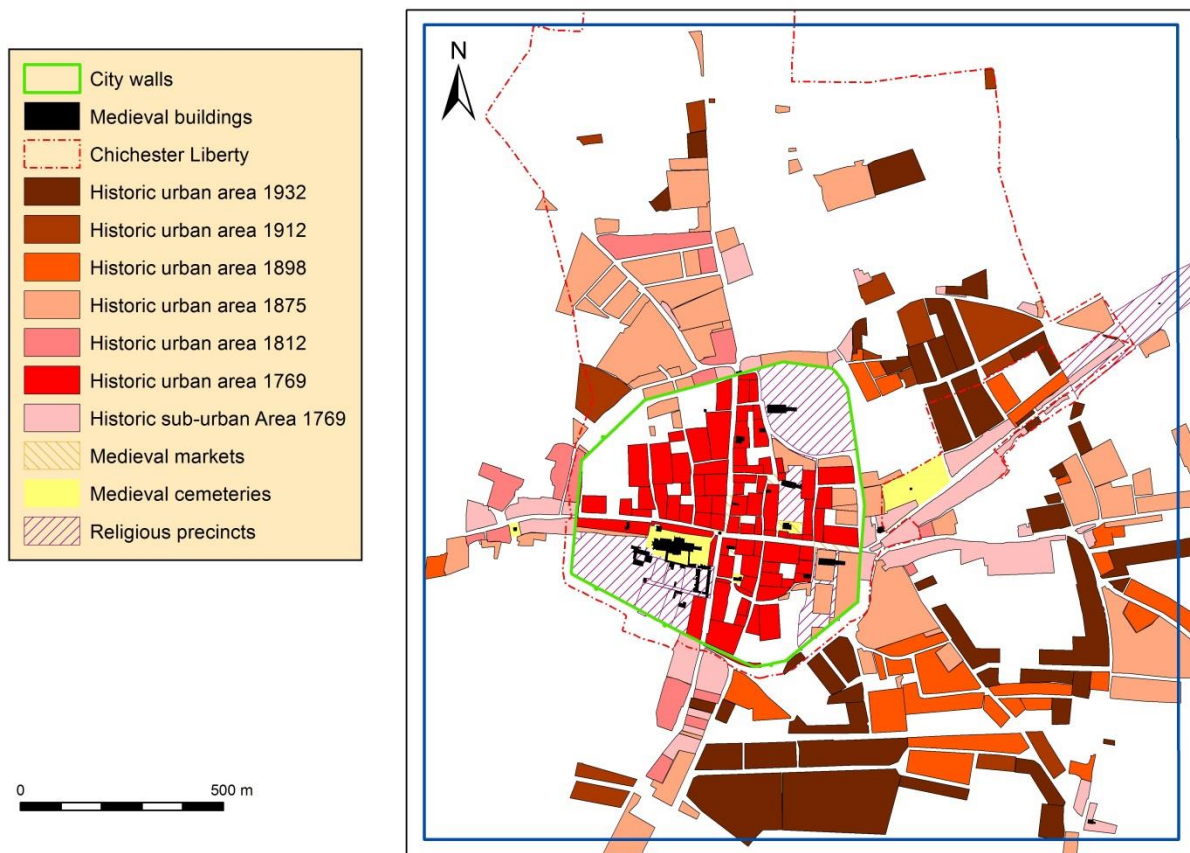 City walls
Medieval buildings
Chichester Liberty
Historic urban area 1932
Historic urban area 1912
Historic urban area 1898
Historic urban area 1875
Historic urban area 1812
Historic urban area 1769
Historic sub-urban Area 1769
Medieval markets
Medieval cemeteries
Religious precincts
N
0 500 m